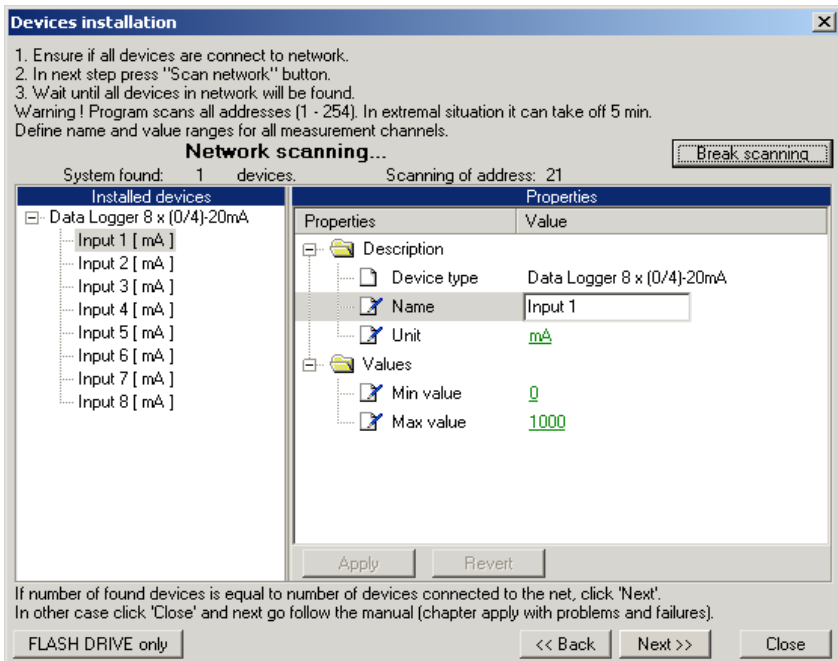 Devices installation
1. Ensure if all devices are connect to network.
2. In next step press "Scan network" button.
3. Wait until all devices in network will be found.
Warning ! Program scans all addresses (1 - 254). In extremal situation it can take off 5 min.
Define name and value ranges for all measurement channels.
Network scanning...
Break scanning
System found: 1 devices. Scanning of address: 21
Installed devices
Data Logger 8 x (0/4)-20mA
Input 1 [ mA ]
Input 2 [ mA ]
Input 3 [ mA ]
Input 4 [ mA ]
Input 5 [ mA ]
Input 6 [ mA ]
Input 7 [ mA ]
Input 8 [ mA ]
Properties
Properties Value
Description
Device type Data Logger 8 x (0/4)-20mA
Name Input 1
Unit mA
Values
Min value 0
Max value 1000
Apply Revert
If number of found devices is equal to number of devices connected to the net, click 'Next'.
In other case click 'Close' and next go follow the manual (chapter apply with problems and failures).
FLASH DRIVE only << Back Next >> Close